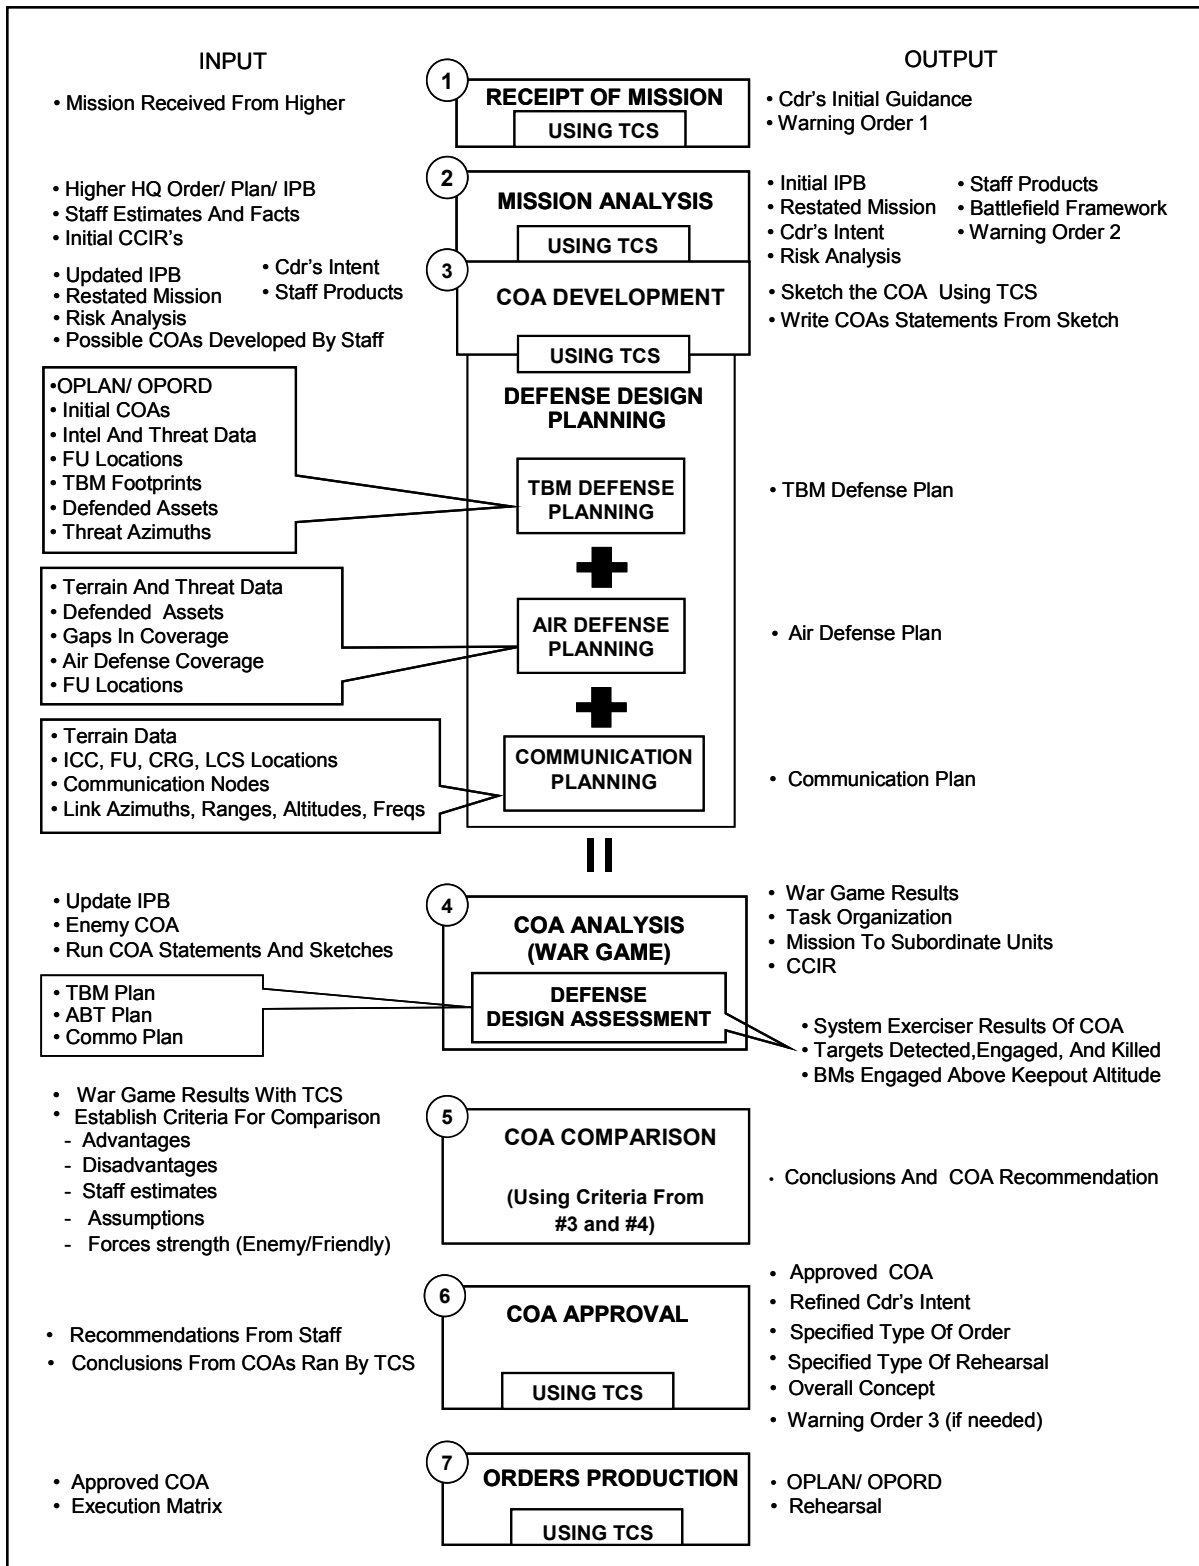 INPUT
OUTPUT
• Mission Received From Higher
1
RECEIPT OF MISSION
USING TCS
• Cdr's Initial Guidance
• Warning Order 1
• Higher HQ Order/ Plan/ IPB
• Staff Estimates And Facts
• Initial CCIR's
2
MISSION ANALYSIS
USING TCS
• Initial IPB
• Restated Mission
• Cdr's Intent
• Risk Analysis
• Staff Products
• Battlefield Framework
• Warning Order 2
• Updated IPB
• Restated Mission
• Risk Analysis
• Possible COAs Developed By Staff
• Cdr's Intent
• Staff Products
3
COA DEVELOPMENT
USING TCS
• Sketch the COA Using TCS
• Write COAs Statements From Sketch
DEFENSE DESIGN
PLANNING
•OPLAN/ OPORD
• Initial COAs
• Intel And Threat Data
• FU Locations
• TBM Footprints
• Defended Assets
• Threat Azimuths
TBM DEFENSE
PLANNING
• TBM Defense Plan
• Terrain And Threat Data
• Defended Assets
• Gaps In Coverage
• Air Defense Coverage
• FU Locations
AIR DEFENSE
PLANNING
• Air Defense Plan
• Terrain Data
• ICC, FU, CRG, LCS Locations
• Communication Nodes
• Link Azimuths, Ranges, Altitudes, Freqs
COMMUNICATION
PLANNING
• Communication Plan
• Update IPB
• Enemy COA
• Run COA Statements And Sketches
4
COA ANALYSIS
(WAR GAME)
• War Game Results
• Task Organization
• Mission To Subordinate Units
• CCIR
• TBM Plan
• ABT Plan
• Commo Plan
DEFENSE
DESIGN ASSESSMENT
• System Exerciser Results Of COA
• Targets Detected,Engaged, And Killed
• BMs Engaged Above Keepout Altitude
• War Game Results With TCS
• Establish Criteria For Comparison
- Advantages
- Disadvantages
- Staff estimates
- Assumptions
- Forces strength (Enemy/Friendly)
5
COA COMPARISON
(Using Criteria From
#3 and #4)
• Conclusions And COA Recommendation
• Recommendations From Staff
• Conclusions From COAs Ran By TCS
6
COA APPROVAL
USING TCS
• Approved COA
• Refined Cdr's Intent
• Specified Type Of Order
• Specified Type Of Rehearsal
• Overall Concept
• Warning Order 3 (if needed)
• Approved COA
• Execution Matrix
7
ORDERS PRODUCTION
USING TCS
• OPLAN/ OPORD
• Rehearsal